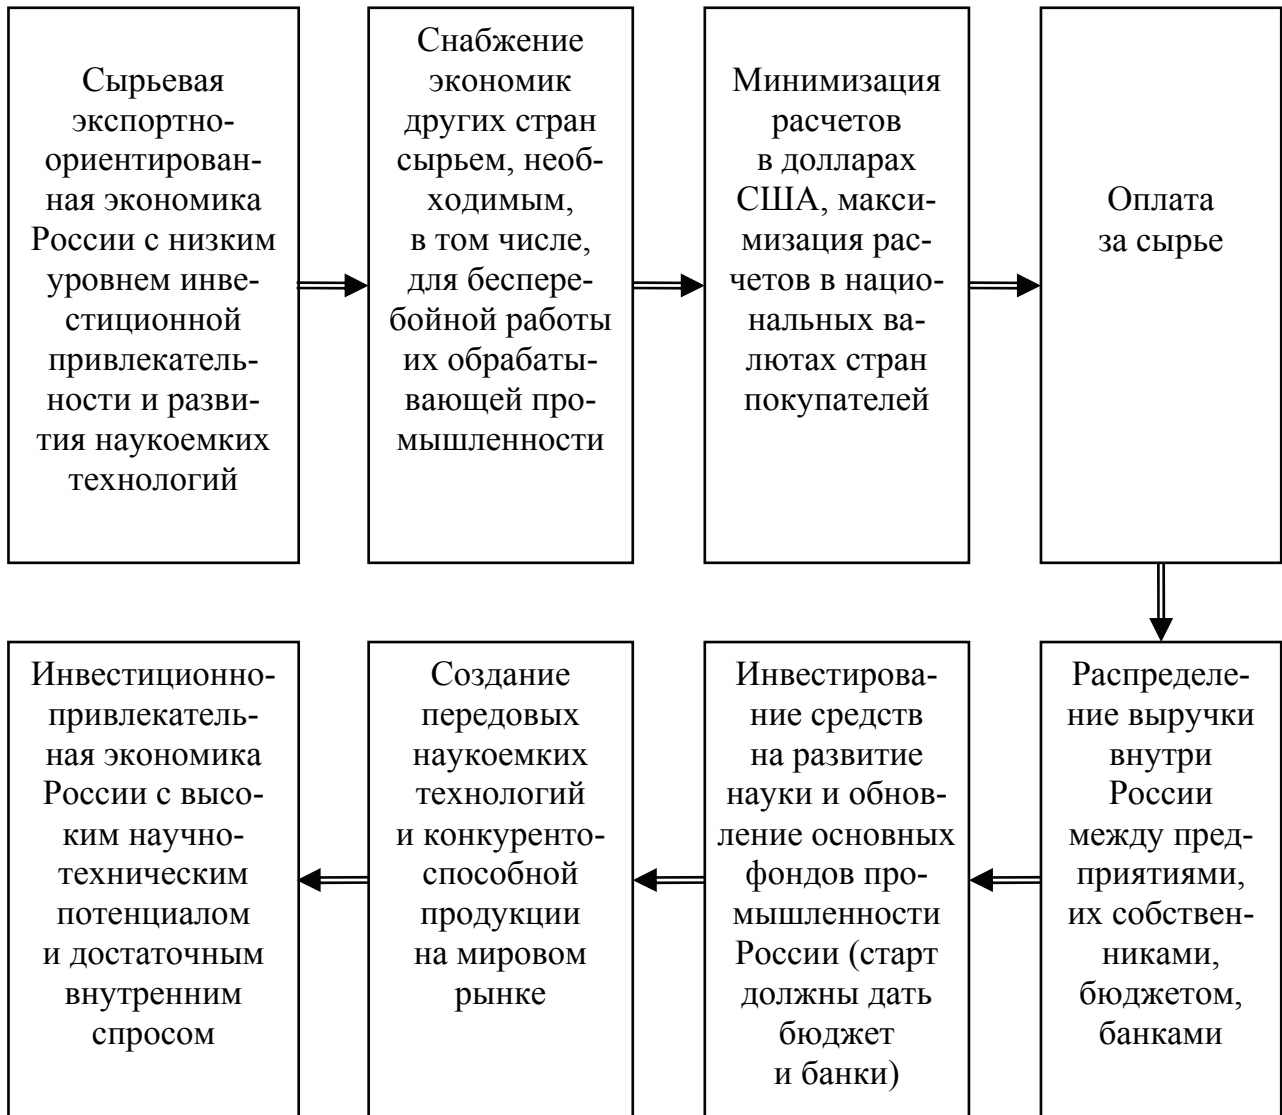 Сырьевая
экспортно-
ориентирован-
ная экономика
России с низким
уровнем инве-
стиционной
привлекатель-
ности и разви-
тия наукоемких
технологий
Снабжение
экономик
других стран
сырьем, необ-
ходимым,
в том числе,
для беспере-
бойной работы
их обрабаты-
вающей про-
мышленности
Минимизация
расчетов
в долларах
США, макси-
мизация рас-
четов в нацио-
нальных ва-
лютах стран
покупателей
Оплата
за сырье
Распределе-
ние выручки
внутри
России
между пред-
приятиями,
их собствен-
никами,
бюджетом,
банками
Инвестирова-
ние средств
на развитие
науки и обнов-
ление основных
фондов про-
мышленности
России (старт
должны дать
бюджет
и банки)
Создание
передовых
наукоемких
технологий
и конкуренто-
способной
продукции
на мировом
рынке
Инвестиционно-
привлекатель-
ная экономика
России с высо-
ким научно-
техническим
потенциалом
и достаточным
внутренним
спросом